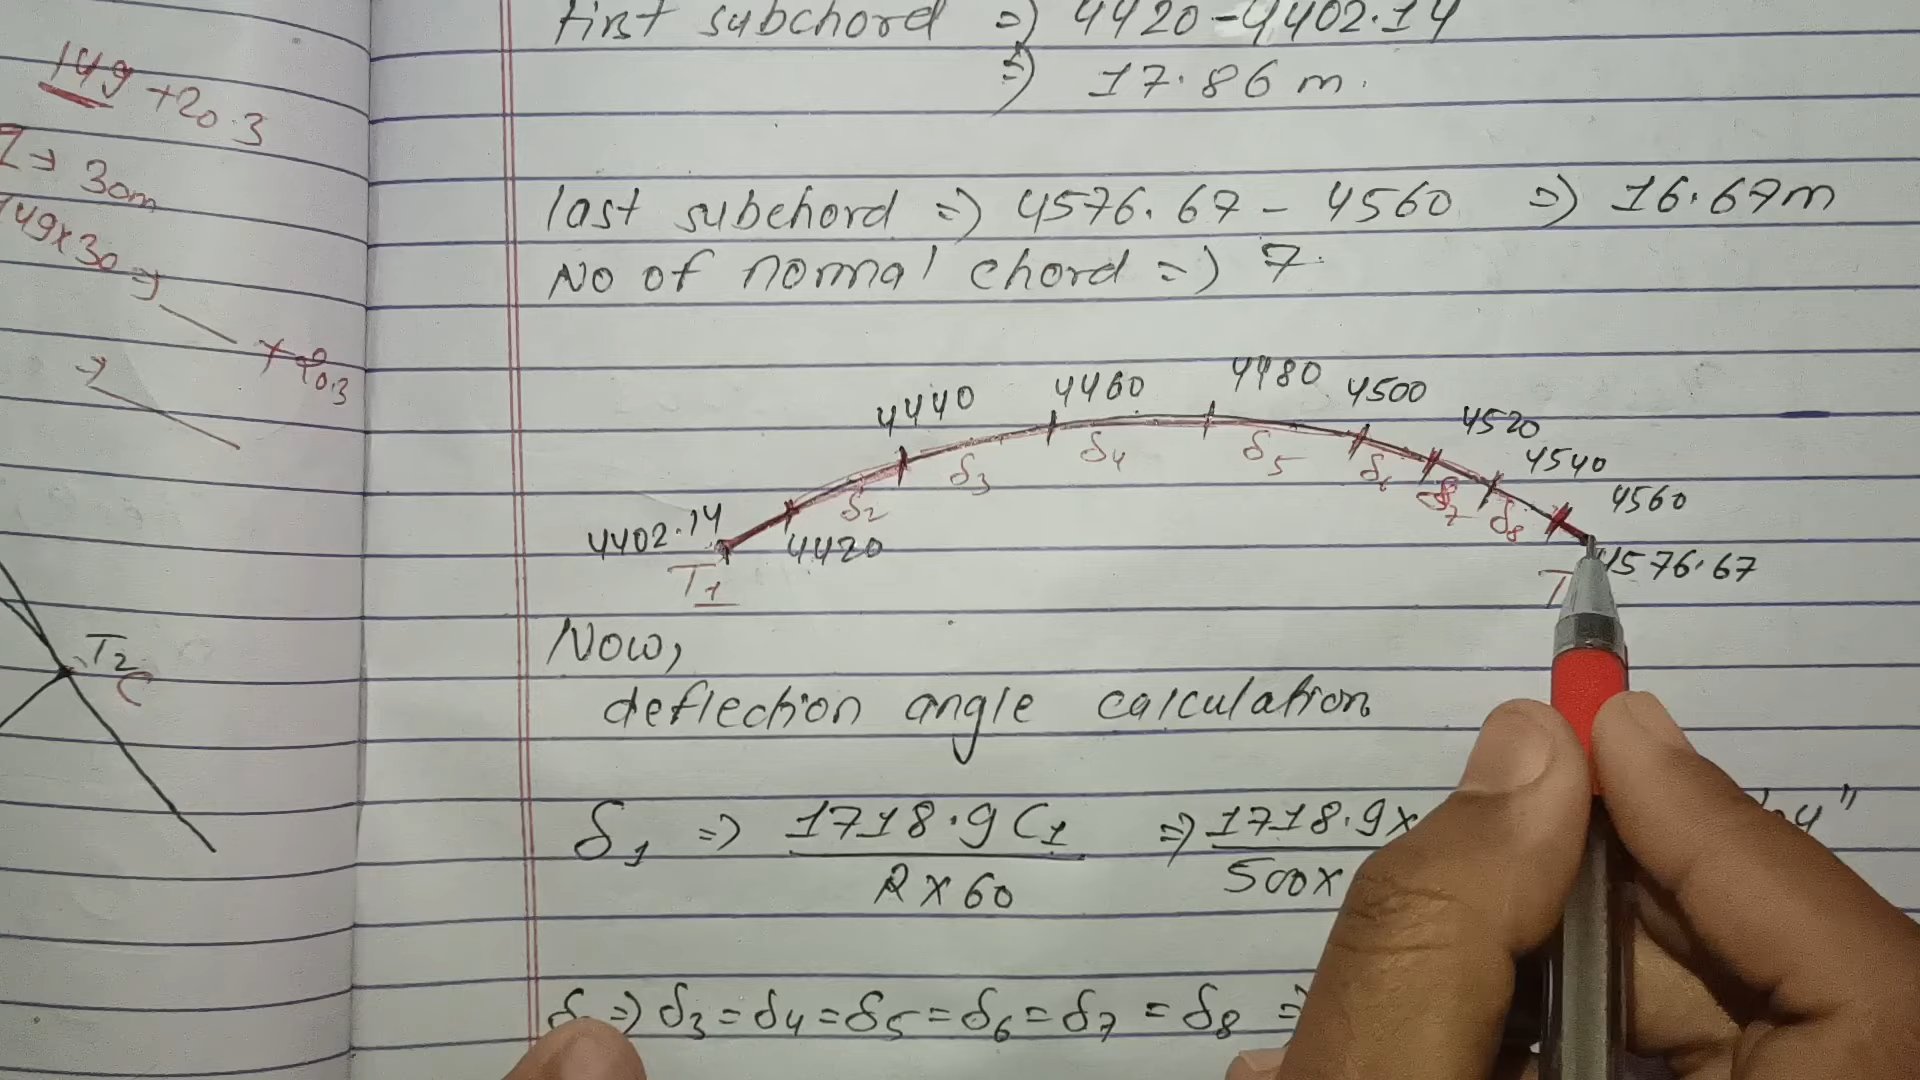 First subchord => 4420-4402.14
=> 17.86 m.
149 +20.3
30m
149x30 =>
last subchord => 4576.67 - 4560 => 16.67m
No of normal chord => 7.
4440 4460 4480 4500 4520 4540 4560
δ2 δ3 δ4 δ5 δ6 δ7 δ8
4402.14 4420 4576.67
T1 T
Now,
T2
C
deflection angle calculation
δ1 => 1718.9 C1 => 1718.9x
R x 60 500x
δ => δ3 = δ4 = δ5 = δ6 = δ7 = δ8 =>